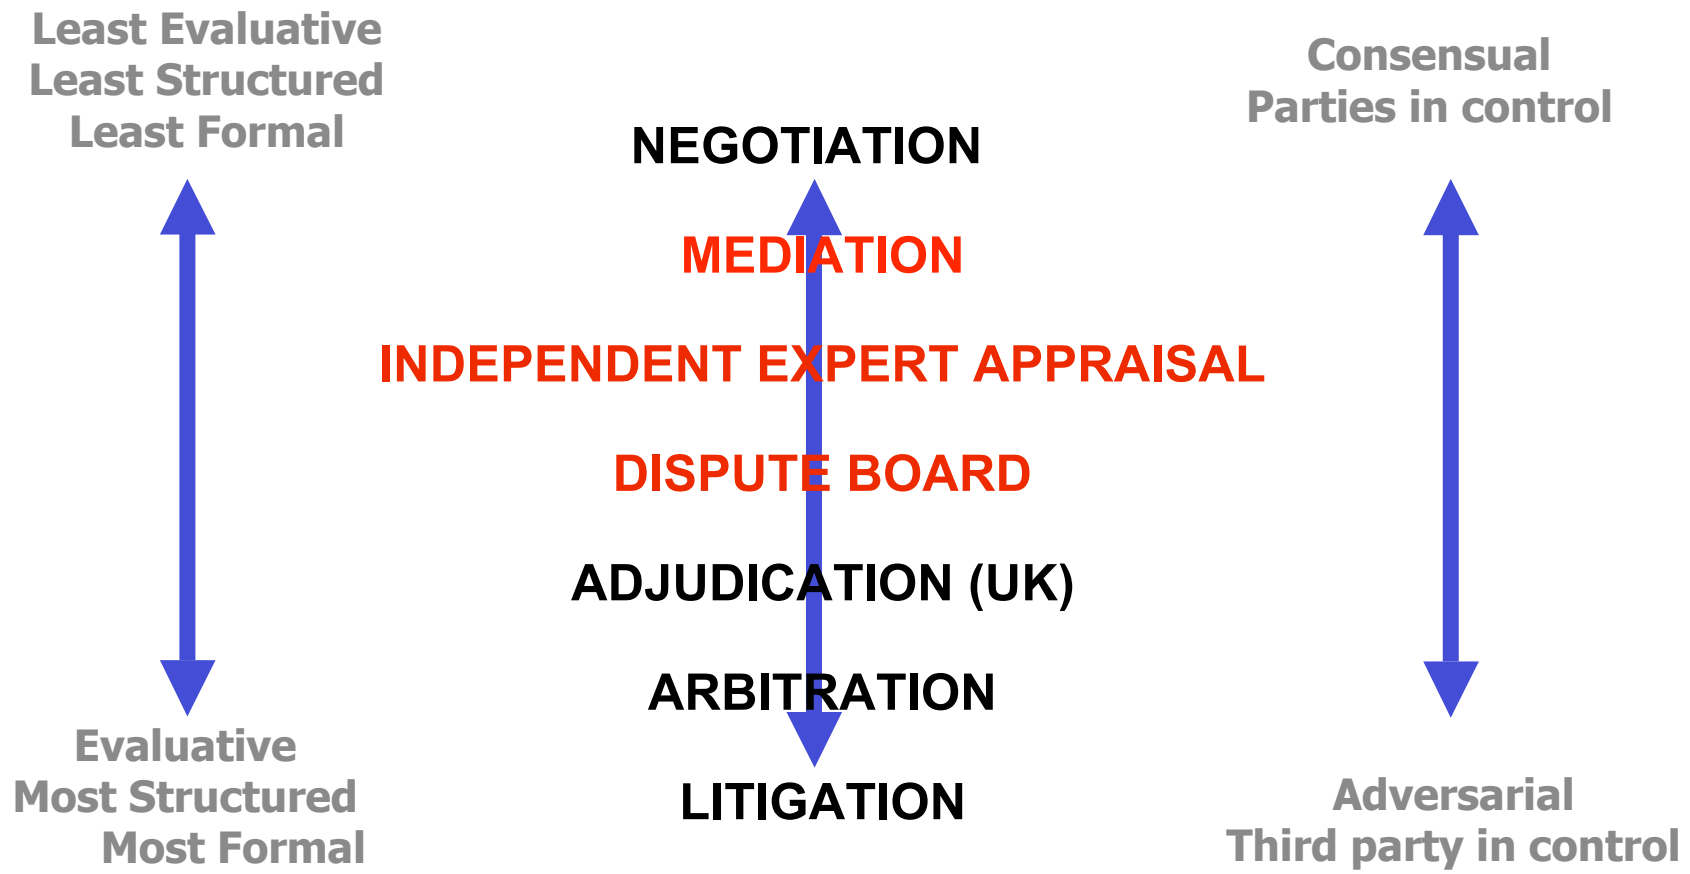 Least Evaluative
Least Structured
Least Formal
Consensual
Parties in control
NEGOTIATION
MEDIATION
INDEPENDENT EXPERT APPRAISAL
DISPUTE BOARD
ADJUDICATION (UK)
ARBITRATION
LITIGATION
Evaluative
Most Structured
Most Formal
Adversarial
Third party in control